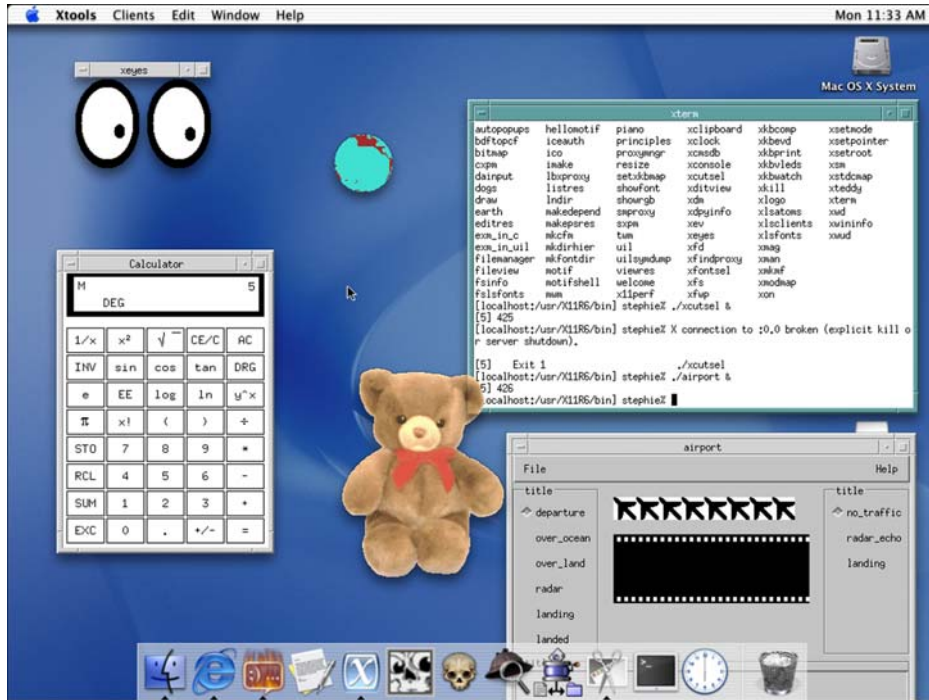 Xtools Clients Edit Window Help Mon 11:33 AM
xeyes
Mac OS X System
xterm
autopopups hellomotif piano xclipboard xkbcomp xsetmode
bdftopcf iceauth principles xclock xkbevd xsetpointer
bitmap ico proxymngr xcmsdb xkbprint xsetroot
cxpm imake resize xconsole xkbvleds xsm
dainput lbxproxy setxkbmap xcutsel xkbwatch xstdcmap
dogs listres showfont xditview xkill xteddy
draw lndir showrgb xdm xlogo xterm
earth makedepend smproxy xdpyinfo xlsatoms xwd
editres makepsres sxpm xev xlsclients xwininfo
exm_in_c mkcfm twm xeyes xlsfonts xwud
exm_in_uil mkdirhier uil xfd xmag
filemanager mkfontdir uilsymdump xfindproxy xman
fileview motif viewres xfontsel xmkmf
fsinfo motifshell welcome xfs xmodmap
fslsfonts mwm x11perf xfwp xon
[localhost:/usr/X11R6/bin] stephie% ./xcutsel &
[5] 425
[localhost:/usr/X11R6/bin] stephie% X connection to :0.0 broken (explicit kill o
r server shutdown).
[5] Exit 1 ./xcutsel
[localhost:/usr/X11R6/bin] stephie% ./airport &
[5] 426
localhost:/usr/X11R6/bin] stephie%
Calculator
M 5
DEG
1/x x² √ CE/C AC
INV sin cos tan DRG
e EE log ln y^x
π x! ( ) ÷
STO 7 8 9 *
RCL 4 5 6 -
SUM 1 2 3 +
EXC 0 . +/- =
airport
File Help
title title
departure no_traffic
over_ocean radar_echo
over_land landing
radar
landing
landed